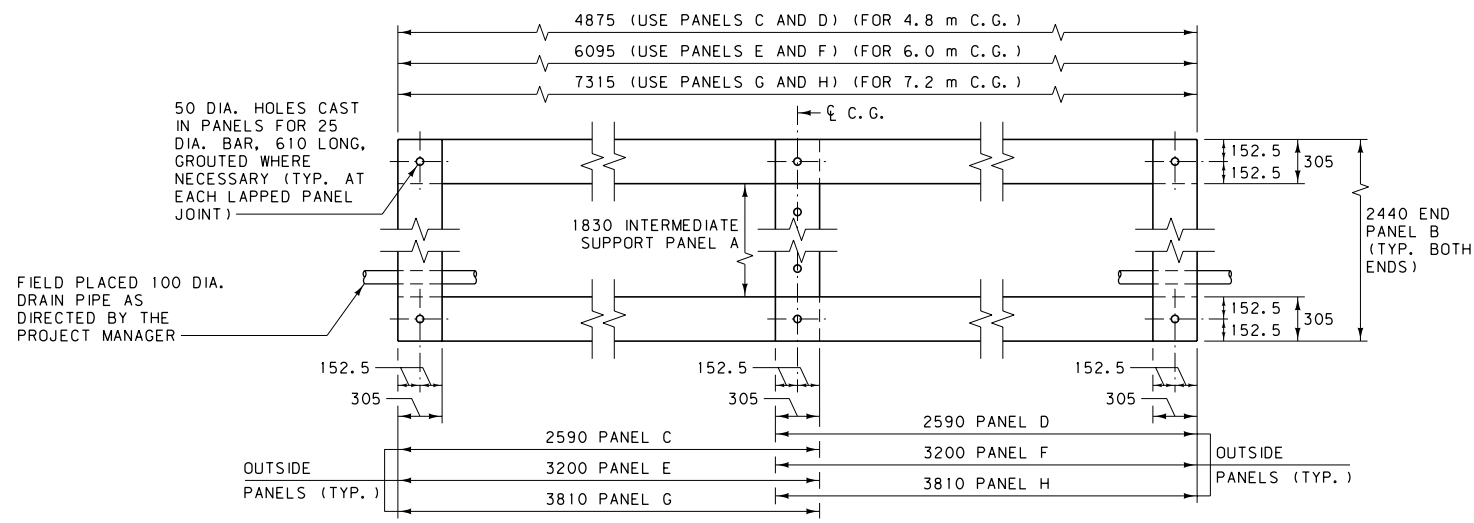 4875 (USE PANELS C AND D) (FOR 4.8 m C.G.)
6095 (USE PANELS E AND F) (FOR 6.0 m C.G.)
7315 (USE PANELS G AND H) (FOR 7.2 m C.G.)
℄ C.G.
50 DIA. HOLES CAST
IN PANELS FOR 25
DIA. BAR, 610 LONG,
GROUTED WHERE
NECESSARY (TYP. AT
EACH LAPPED PANEL
JOINT)
152.5
152.5
305
1830 INTERMEDIATE
SUPPORT PANEL A
2440 END
PANEL B
(TYP. BOTH
ENDS)
FIELD PLACED 100 DIA.
DRAIN PIPE AS
DIRECTED BY THE
PROJECT MANAGER
152.5
152.5
305
152.5
305
152.5
305
152.5
305
2590 PANEL C
2590 PANEL D
3200 PANEL E
3200 PANEL F
3810 PANEL G
3810 PANEL H
OUTSIDE
PANELS (TYP.)
OUTSIDE
PANELS (TYP.)